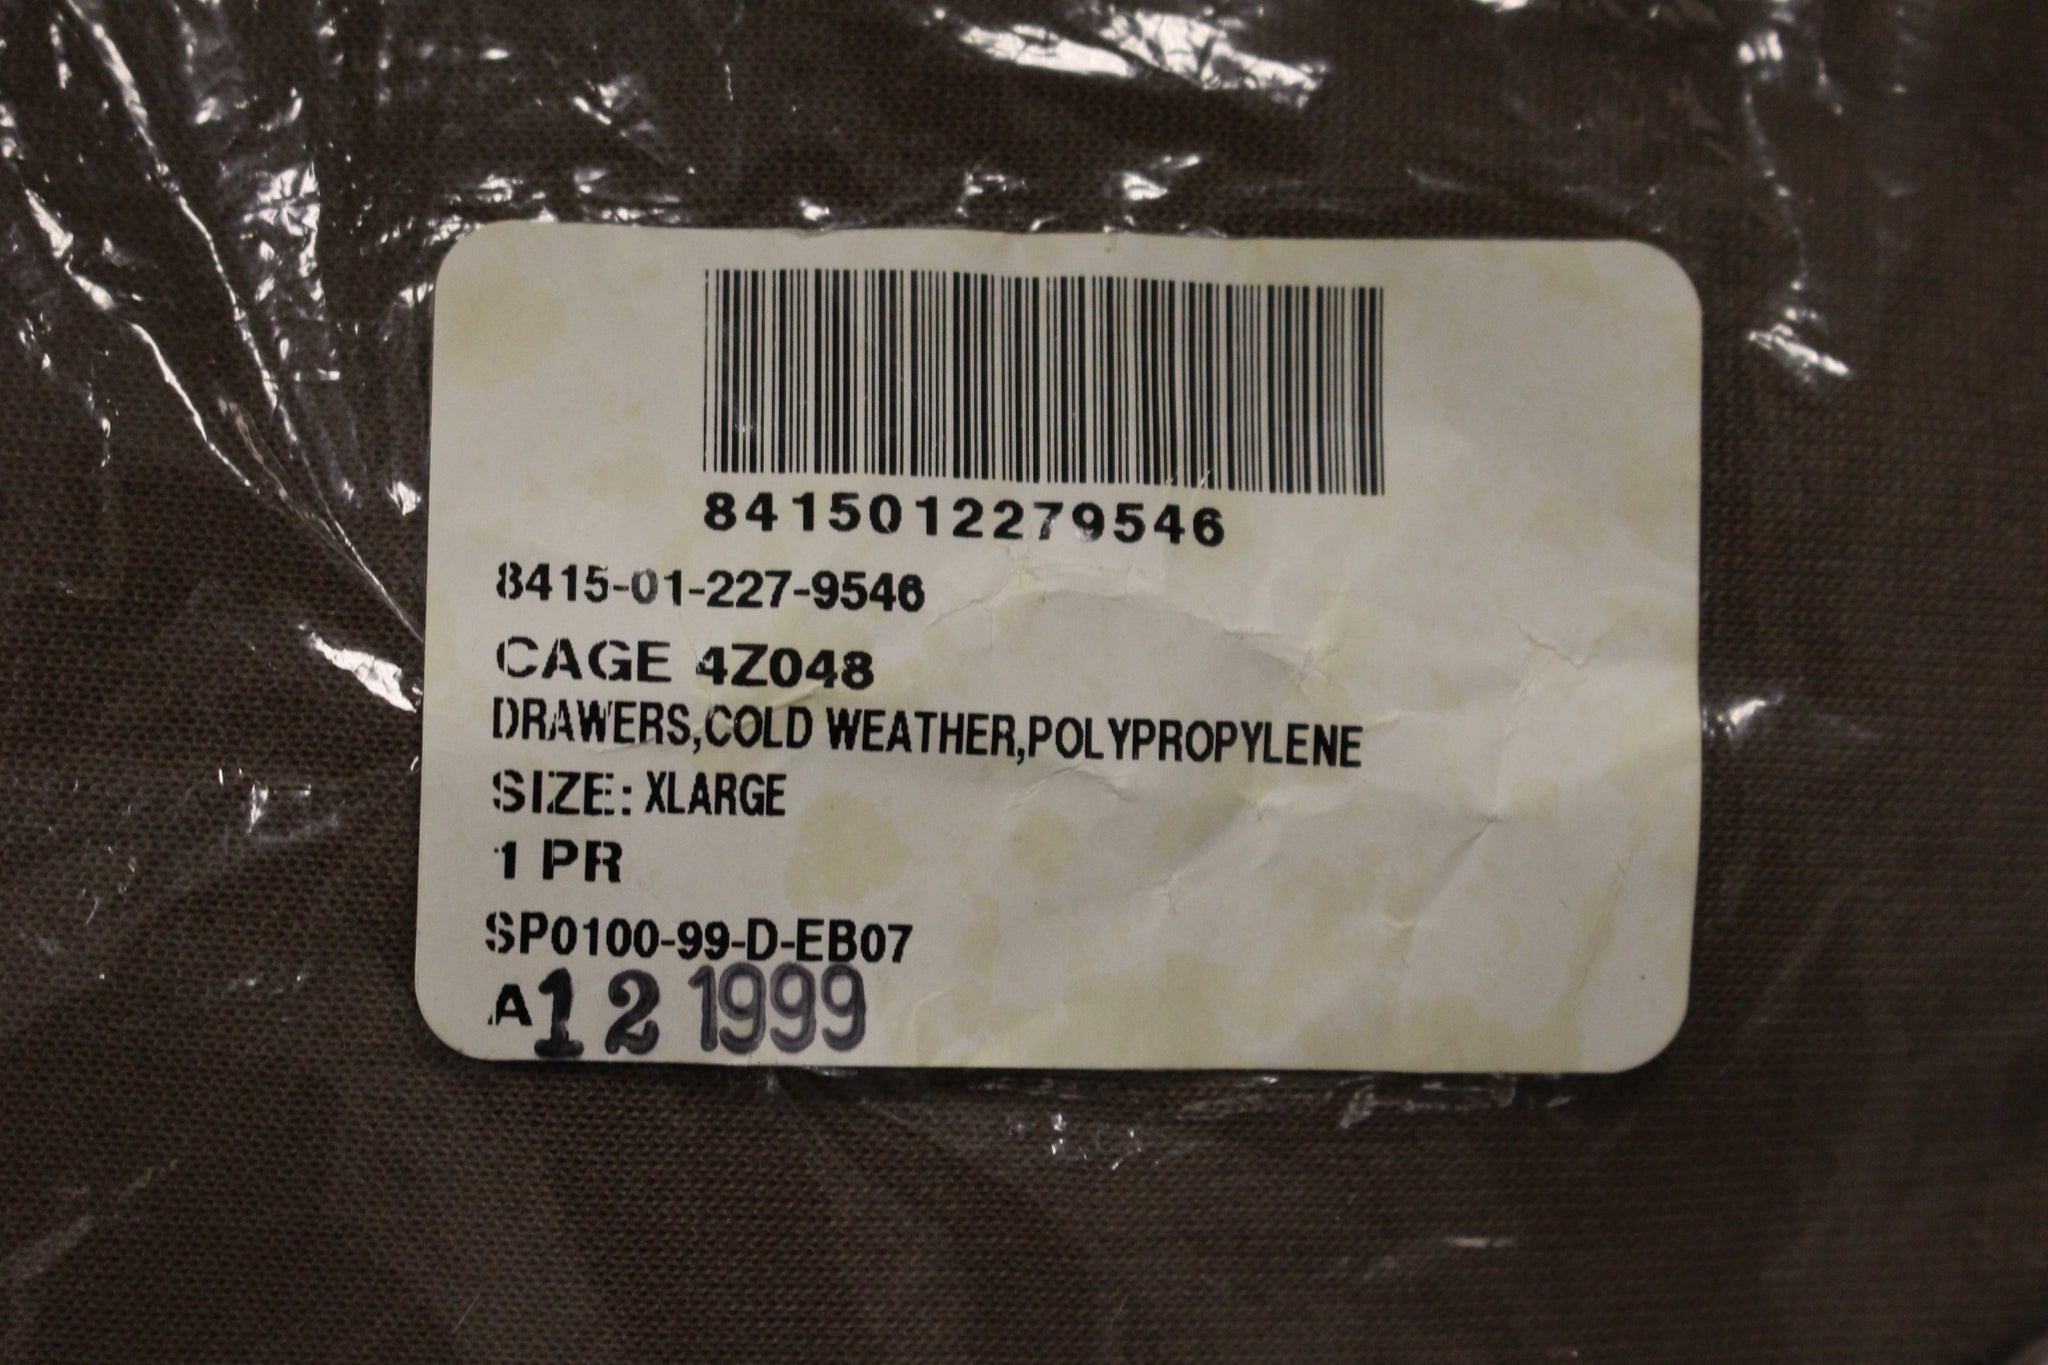 8415012279546
8415-01-227-9546
CAGE 4Z048
DRAWERS,COLD WEATHER,POLYPROPYLENE
SIZE: XLARGE
1 PR
SP0100-99-D-EB07
A 12 1999